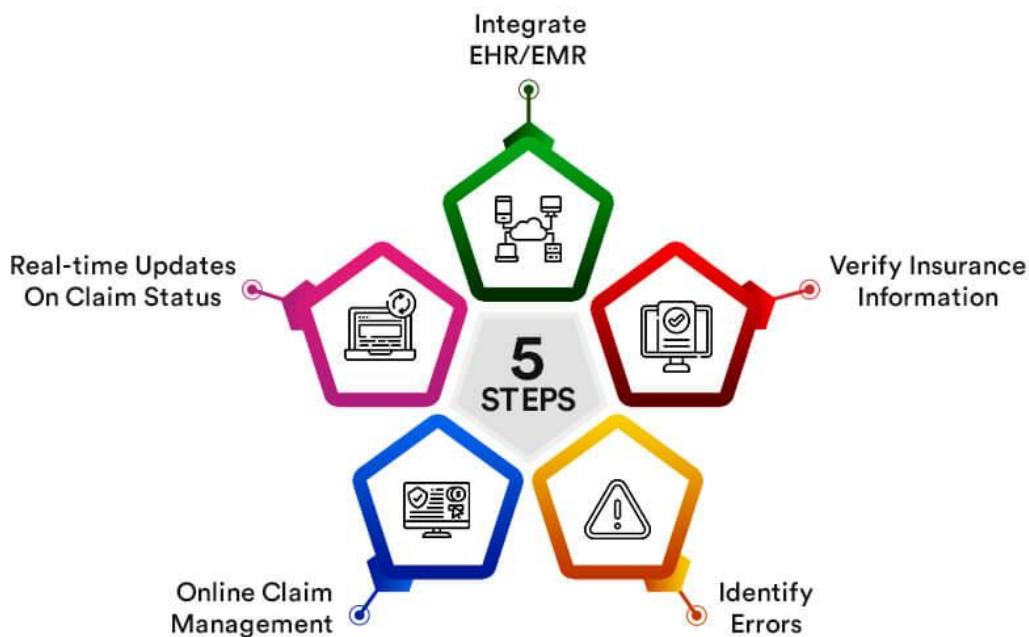 Integrate
EHR/EMR
Real-time Updates
On Claim Status
Verify Insurance
Information
5
STEPS
Online Claim
Management
Identify
Errors